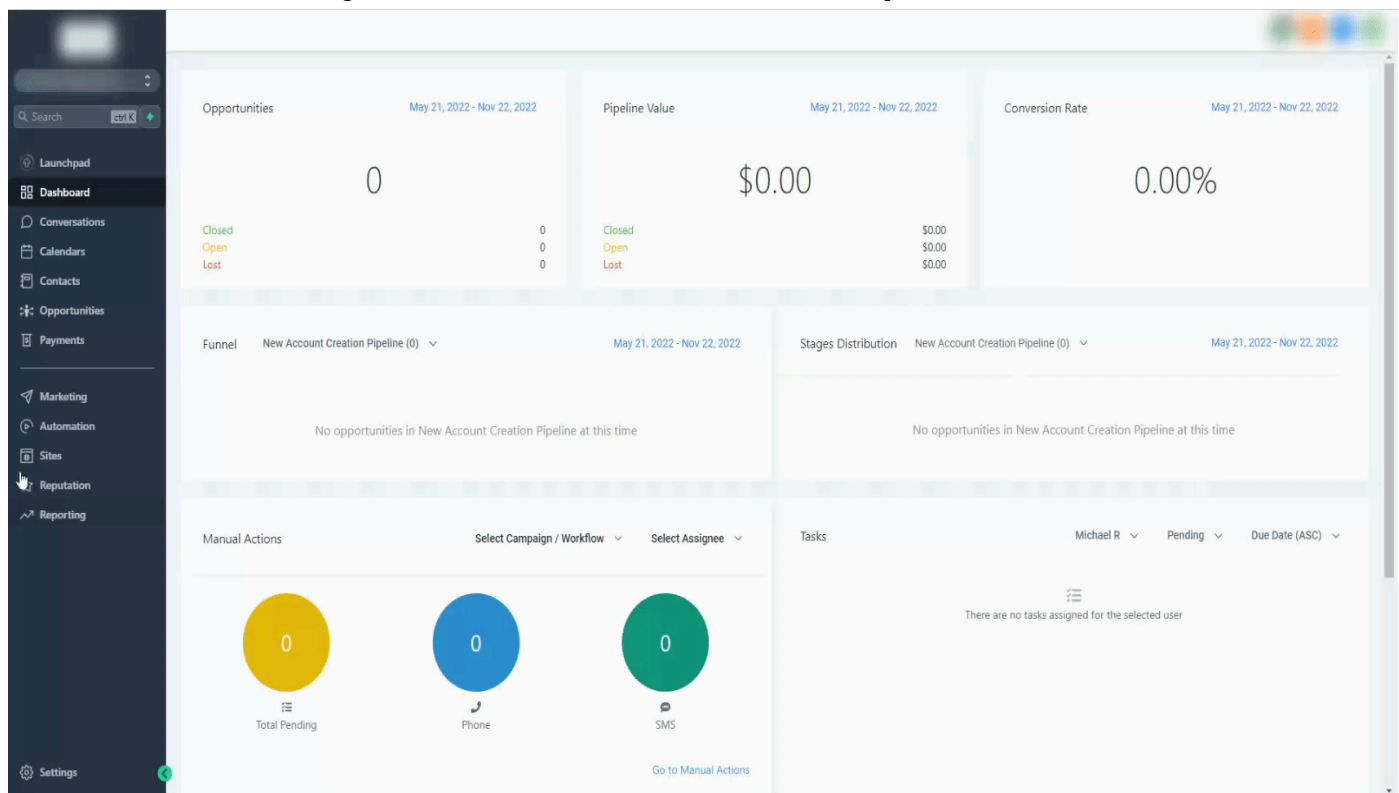 Search ctrl K
Launchpad
Dashboard
Conversations
Calendars
Contacts
Opportunities
Payments
Marketing
Automation
Sites
Reputation
Reporting
Settings
Opportunities May 21, 2022 - Nov 22, 2022
0
Closed 0
Open 0
Lost 0
Pipeline Value May 21, 2022 - Nov 22, 2022
$0.00
Closed $0.00
Open $0.00
Lost $0.00
Conversion Rate May 21, 2022 - Nov 22, 2022
0.00%
Funnel New Account Creation Pipeline (0) May 21, 2022 - Nov 22, 2022
No opportunities in New Account Creation Pipeline at this time
Stages Distribution New Account Creation Pipeline (0) May 21, 2022 - Nov 22, 2022
No opportunities in New Account Creation Pipeline at this time
Manual Actions Select Campaign / Workflow Select Assignee
0 0 0
Total Pending Phone SMS
Go to Manual Actions
Tasks Michael R Pending Due Date (ASC)
There are no tasks assigned for the selected user